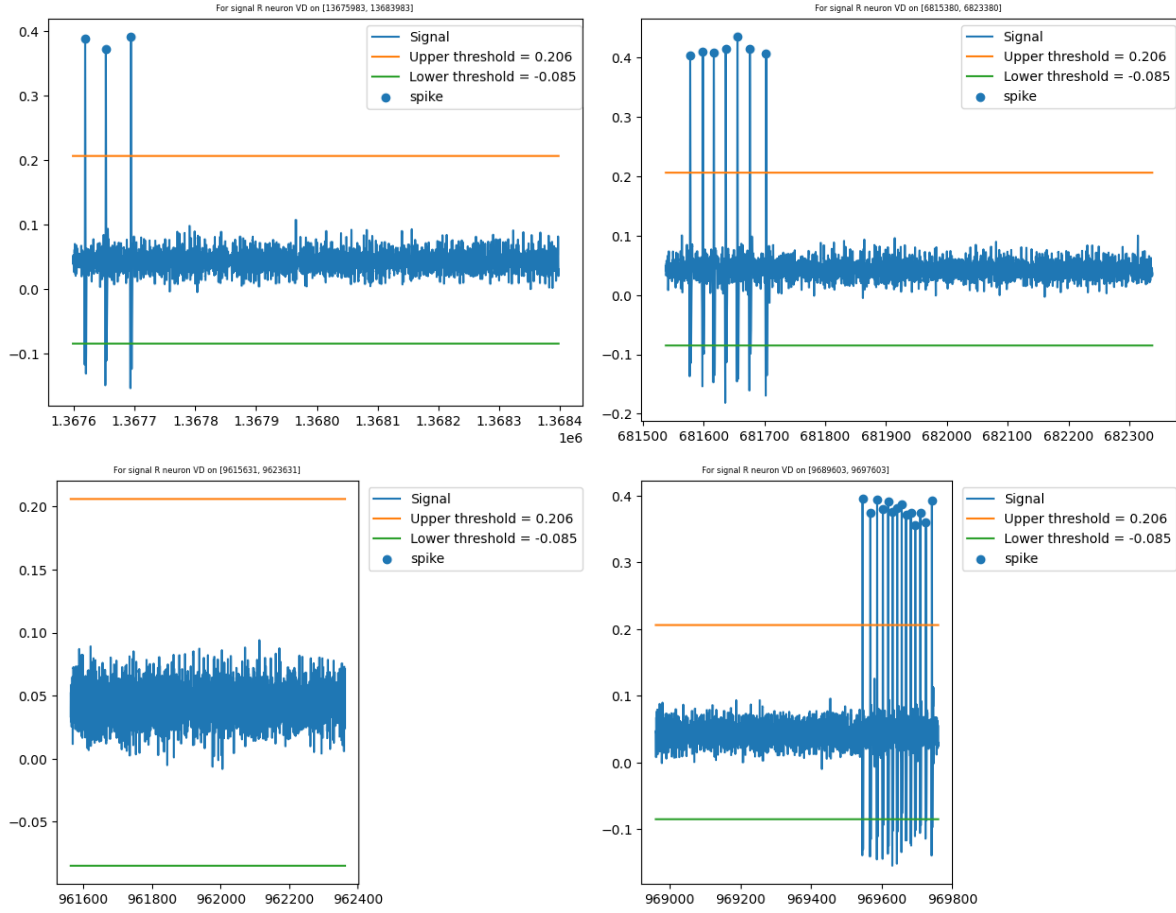 For signal R neuron VD on [13675983, 13683983]
0.4
0.3
0.2
0.1
0.0
−0.1
Signal
Upper threshold = 0.206
Lower threshold = -0.085
spike
1.3676 1.3677 1.3678 1.3679 1.3680 1.3681 1.3682 1.3683 1.3684
1e6
For signal R neuron VD on [6815380, 6823380]
0.4
0.3
0.2
0.1
0.0
−0.1
−0.2
Signal
Upper threshold = 0.206
Lower threshold = -0.085
spike
681500 681600 681700 681800 681900 682000 682100 682200 682300
For signal R neuron VD on [9615631, 9623631]
0.20
0.15
0.10
0.05
0.00
−0.05
Signal
Upper threshold = 0.206
Lower threshold = -0.085
spike
961600 961800 962000 962200 962400
For signal R neuron VD on [9689603, 9697603]
0.4
0.3
0.2
0.1
0.0
−0.1
Signal
Upper threshold = 0.206
Lower threshold = -0.085
spike
969000 969200 969400 969600 969800